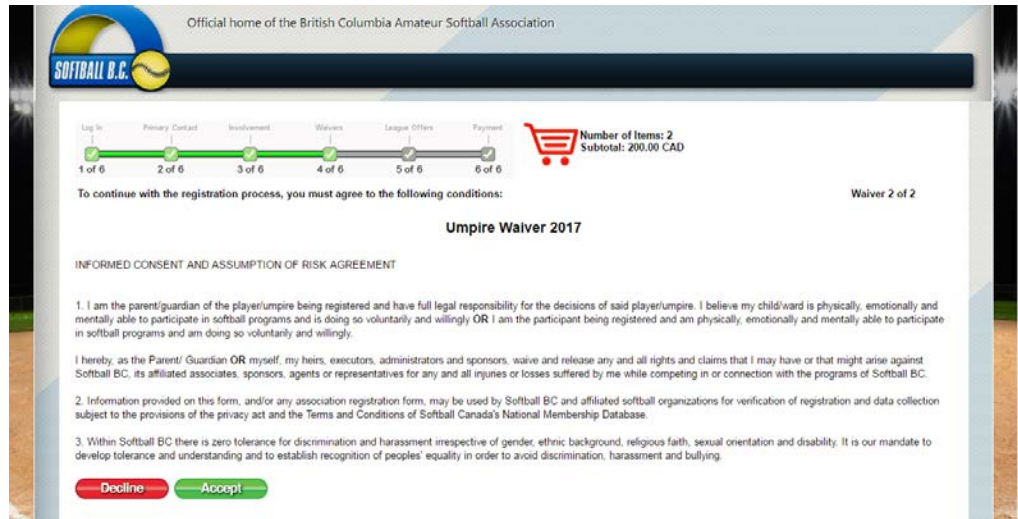 Official home of the British Columbia Amateur Softball Association
SOFTBALL B.C.
Log In Primary Contact Involvement Waivers League Offers Payment
1 of 6 2 of 6 3 of 6 4 of 6 5 of 6 6 of 6
Number of Items: 2
Subtotal: 200.00 CAD
To continue with the registration process, you must agree to the following conditions:
Waiver 2 of 2
Umpire Waiver 2017
INFORMED CONSENT AND ASSUMPTION OF RISK AGREEMENT
1. I am the parent/guardian of the player/umpire being registered and have full legal responsibility for the decisions of said player/umpire. I believe my child/ward is physically, emotionally and
mentally able to participate in softball programs and is doing so voluntarily and willingly OR I am the participant being registered and am physically, emotionally and mentally able to participate
in softball programs and am doing so voluntarily and willingly.
I hereby, as the Parent/ Guardian OR myself, my heirs, executors, administrators and sponsors, waive and release any and all rights and claims that I may have or that might arise against
Softball BC, its affiliated associates, sponsors, agents or representatives for any and all injuries or losses suffered by me while competing in or connection with the programs of Softball BC.
2. Information provided on this form, and/or any association registration form, may be used by Softball BC and affiliated softball organizations for verification of registration and data collection
subject to the provisions of the privacy act and the Terms and Conditions of Softball Canada's National Membership Database.
3. Within Softball BC there is zero tolerance for discrimination and harassment irrespective of gender, ethnic background, religious faith, sexual orientation and disability. It is our mandate to
develop tolerance and understanding and to establish recognition of peoples' equality in order to avoid discrimination, harassment and bullying.
Decline Accept